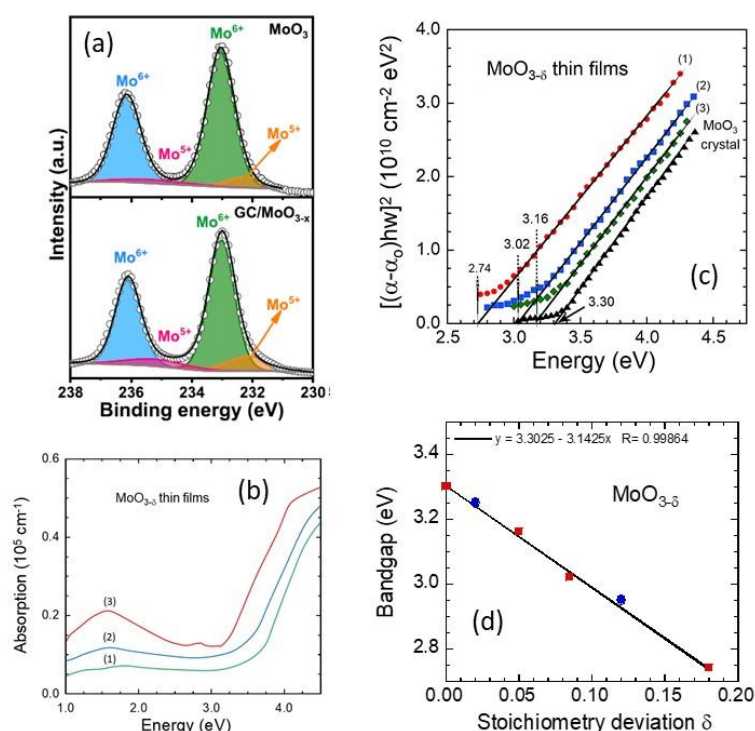 (a)
Mo⁶⁺
Mo⁶⁺
MoO₃
Mo⁵⁺
Mo⁵⁺
Mo⁶⁺
Mo⁶⁺
GC/MoO₃₋ₓ
Mo⁵⁺
Mo⁵⁺
Intensity (a.u.)
238 236 234 232 230
Binding energy (eV)
(b)
MoO₃₋δ thin films
(3)
(2)
(1)
Absorption (10⁵ cm⁻¹)
0.6
0.4
0.2
0.0
1.0 2.0 3.0 4.0
Energy (eV)
(c)
MoO₃₋δ thin films
(1)
(2)
(3)
MoO₃
crystal
3.16
3.02
2.74
3.30
[(α-α₀)hw]² (10¹⁰ cm⁻² eV²)
4.0
3.5
3.0
2.5
2.0
1.5
1.0
0.5
0.0
2.5 3.0 3.5 4.0 4.5
Energy (eV)
y = 3.3025 - 3.1425x R= 0.99864
MoO₃₋δ
(d)
Bandgap (eV)
3.4
3.2
3.0
2.8
0.00 0.05 0.10 0.15 0.20
Stoichiometry deviation δ